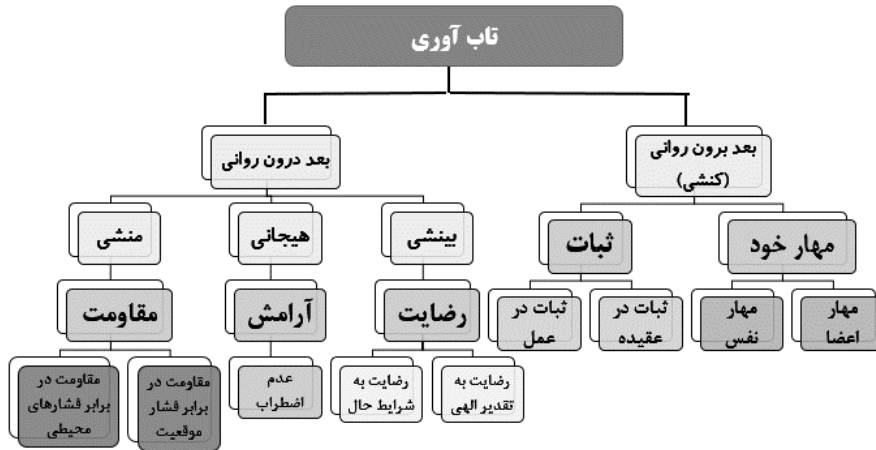 تاب آوری
بعد برون روانی
(کنشی)
بعد درون روانی
مهار خود
ثبات
بینشی
هیجانی
منشی
رضایت
آرامش
مقاومت
مهار
اعضا
مهار
نفس
ثبات در
عقیده
ثبات در
عمل
رضایت به
تقدیر الهی
رضایت به
شرایط حال
عدم
اضطراب
مقاومت در
برابر فشار
موقعیت
مقاومت در
برابر فشارهای
محیطی